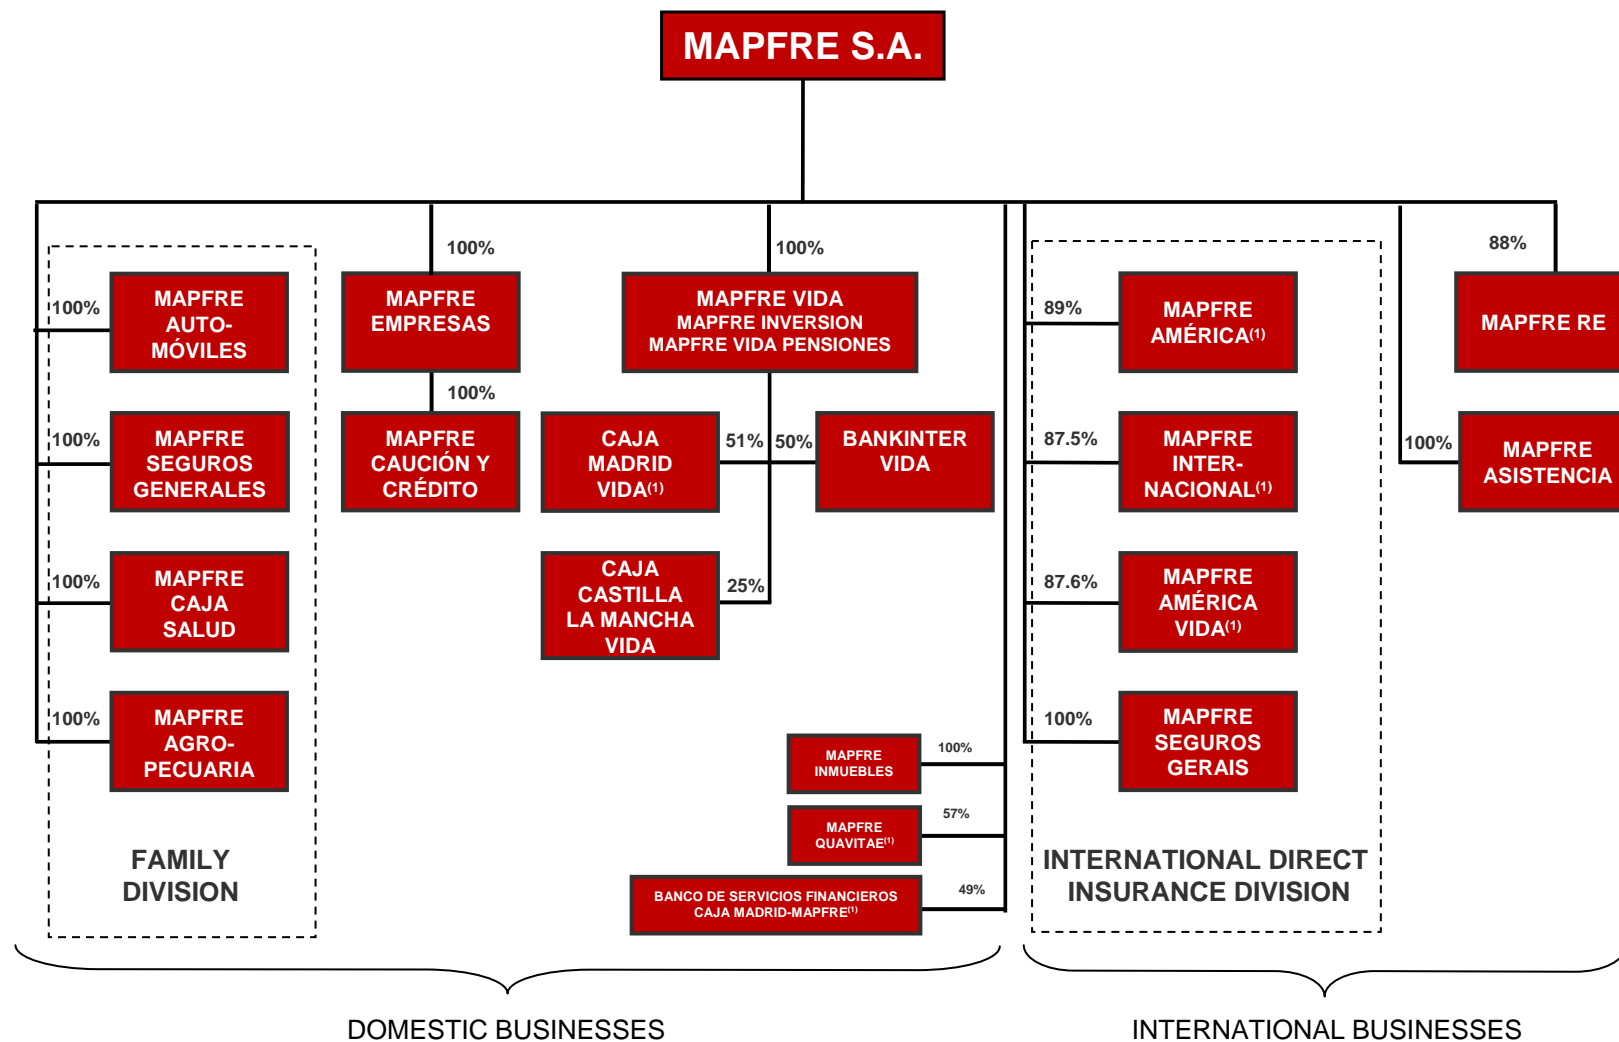 MAPFRE S.A.
100%
MAPFRE
AUTO-
MÓVILES
100%
MAPFRE
SEGUROS
GENERALES
100%
MAPFRE
CAJA
SALUD
100%
MAPFRE
AGRO-
PECUARIA
FAMILY
DIVISION
100%
MAPFRE
EMPRESAS
100%
MAPFRE
CAUCIÓN Y
CRÉDITO
100%
MAPFRE VIDA
MAPFRE INVERSION
MAPFRE VIDA PENSIONES
CAJA
MADRID
VIDA(1)
51%
50%
BANKINTER
VIDA
CAJA
CASTILLA
LA MANCHA
VIDA
25%
MAPFRE
INMUEBLES
100%
MAPFRE
QUAVITAE(1)
57%
BANCO DE SERVICIOS FINANCIEROS
CAJA MADRID-MAPFRE(1)
49%
89%
MAPFRE
AMÉRICA(1)
87.5%
MAPFRE
INTER-
NACIONAL(1)
87.6%
MAPFRE
AMÉRICA
VIDA(1)
100%
MAPFRE
SEGUROS
GERAIS
INTERNATIONAL DIRECT
INSURANCE DIVISION
88%
MAPFRE RE
100%
MAPFRE
ASISTENCIA
DOMESTIC BUSINESSES
INTERNATIONAL BUSINESSES